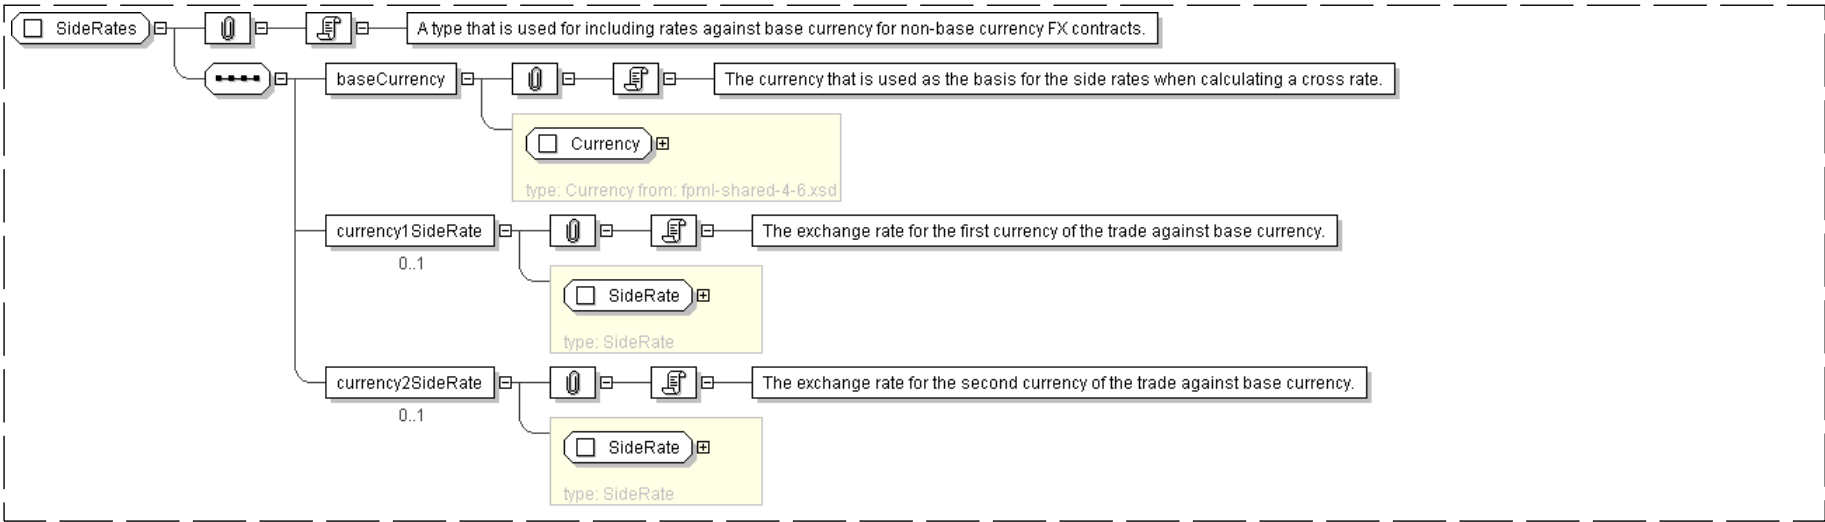 SideRates
A type that is used for including rates against base currency for non-base currency FX contracts.
baseCurrency
The currency that is used as the basis for the side rates when calculating a cross rate.
Currency
type: Currency from: fpml-shared-4-6.xsd
currency1SideRate
The exchange rate for the first currency of the trade against base currency.
0..1
SideRate
type: SideRate
currency2SideRate
The exchange rate for the second currency of the trade against base currency.
0..1
SideRate
type: SideRate